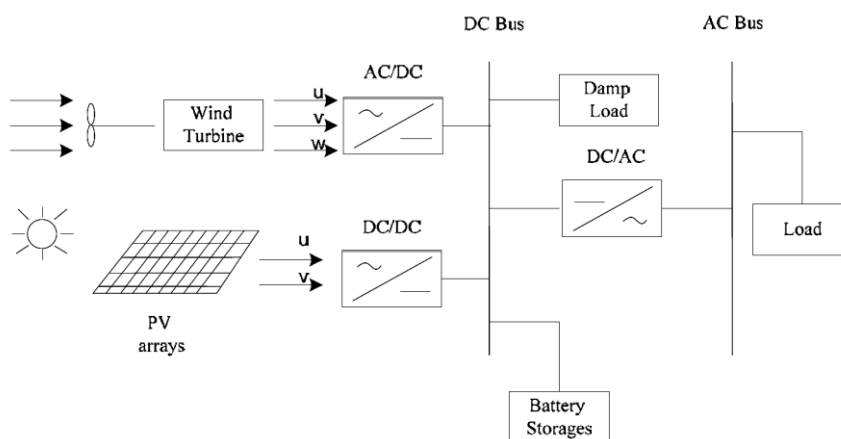 DC Bus
AC Bus
AC/DC
u
v
w
Wind
Turbine
Damp
Load
DC/AC
Load
DC/DC
u
v
PV
arrays
Battery
Storages